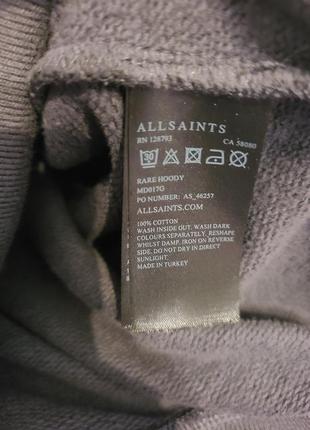 ALLSAINTS
RN 128793 CA 58080
30
RARE HOODY
MD017G
PO NUMBER: AS_46257
ALLSAINTS.COM
100% COTTON
WASH INSIDE OUT. WASH DARK
COLOURS SEPARATELY. RESHAPE
WHILST DAMP. IRON ON REVERSE
SIDE. DO NOT DRY IN DIRECT
SUNLIGHT.
MADE IN TURKEY